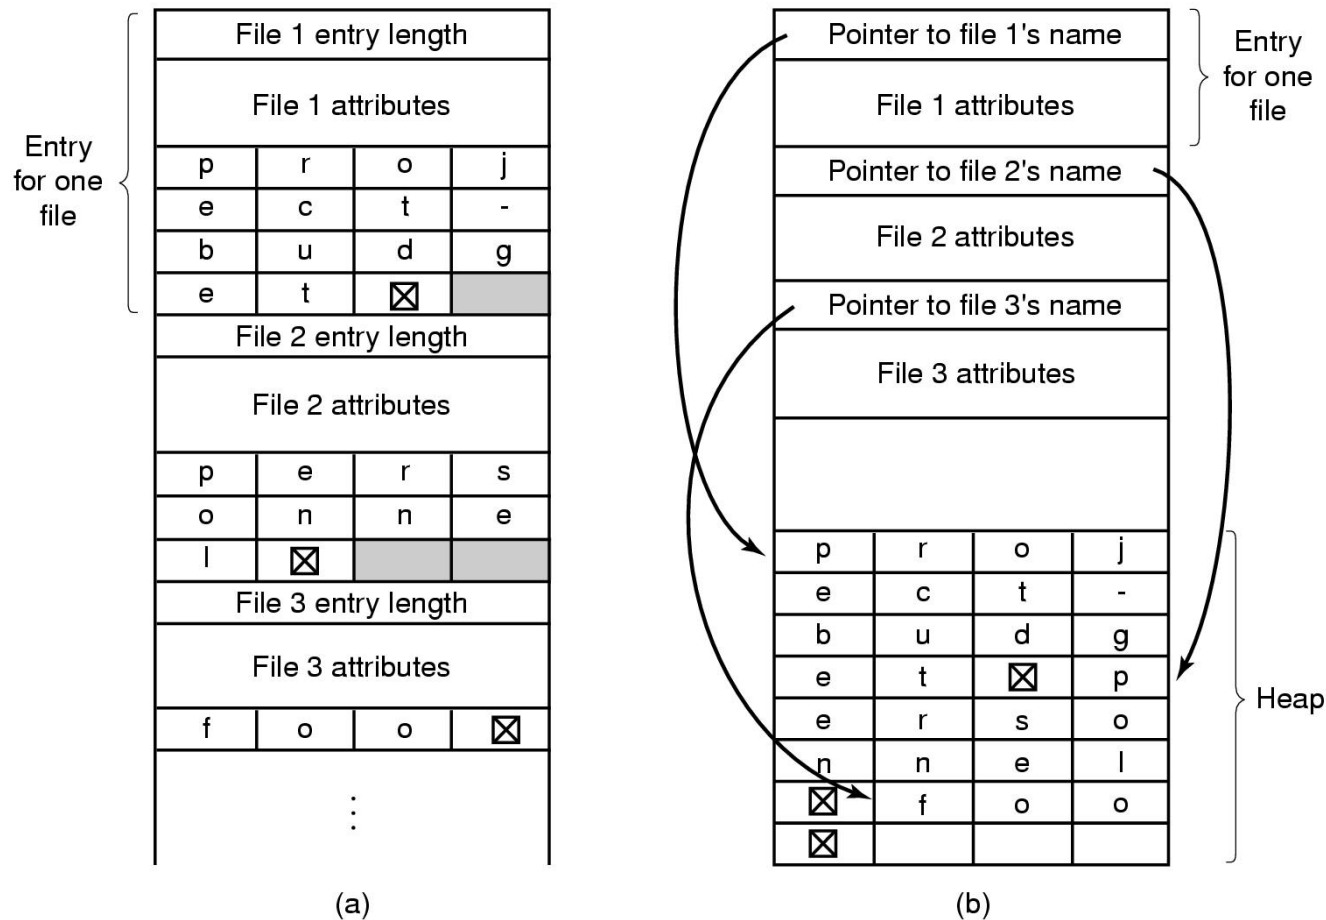 File 1 entry length
File 1 attributes
Entry
for one
file
p r o j
e c t -
b u d g
e t ☒
File 2 entry length
File 2 attributes
p e r s
o n n e
l ☒
File 3 entry length
File 3 attributes
f o o ☒
⋮
(a)
Pointer to file 1's name
Entry
for one
file
File 1 attributes
Pointer to file 2's name
File 2 attributes
Pointer to file 3's name
File 3 attributes
p r o j
e c t -
b u d g
e t ☒ p
e r s o
n n e l
☒ f o o
☒
Heap
(b)